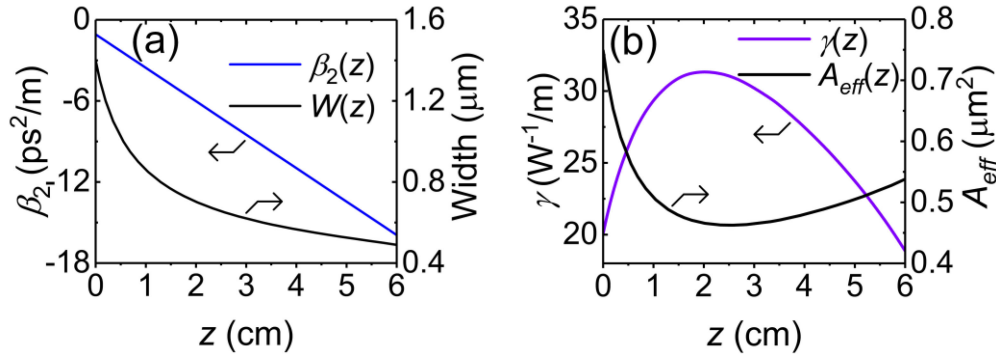 (a)
β₂(z)
W(z)
0
-6
-12
-18
β₂ (ps²/m)
1.6
1.2
0.8
0.4
Width (μm)
0 1 2 3 4 5 6
z (cm)
(b)
γ(z)
A_eff(z)
35
30
25
20
γ (W⁻¹/m)
0.8
0.7
0.6
0.5
0.4
A_eff (μm²)
0 1 2 3 4 5 6
z (cm)